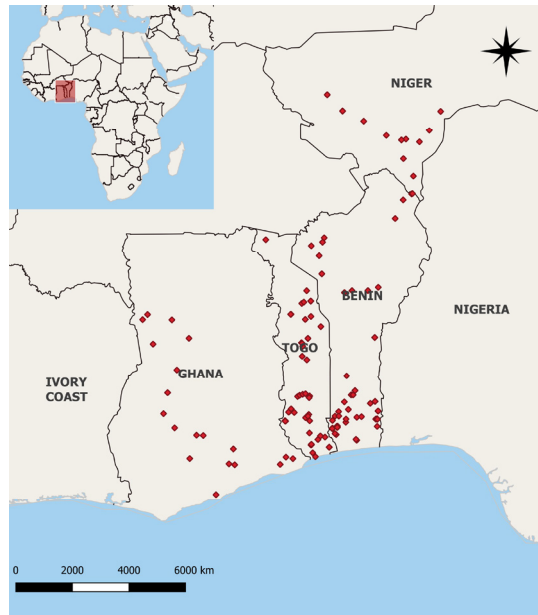 NIGER
BENIN
NIGERIA
TOGO
GHANA
IVORY
COAST
0 2000 4000 6000 km